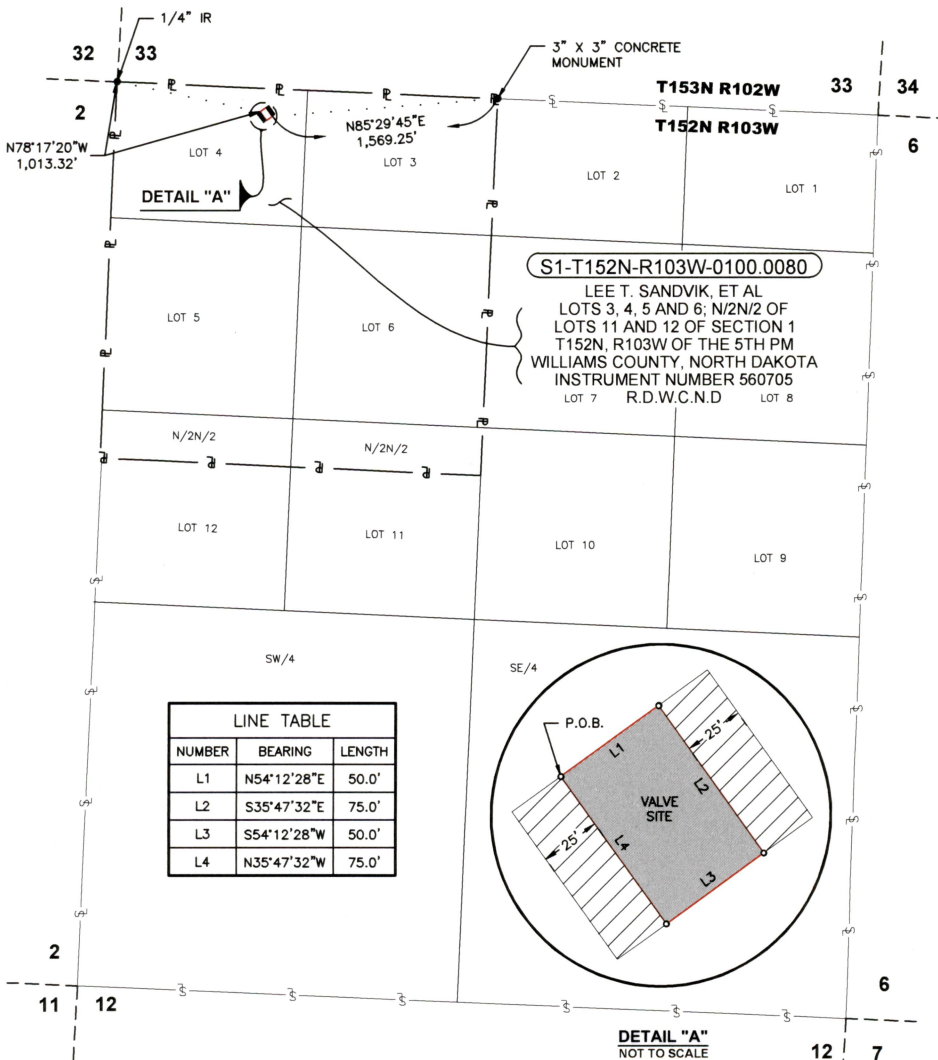 1/4" IR
32 33
3" X 3" CONCRETE
MONUMENT
T153N R102W
33 34
2
T152N R103W
6
N78°17'20"W
1,013.32'
N85°29'45"E
1,569.25'
LOT 4
LOT 3
LOT 2
LOT 1
DETAIL "A"
S1-T152N-R103W-0100.0080
LEE T. SANDVIK, ET AL
LOTS 3, 4, 5 AND 6; N/2N/2 OF
LOTS 11 AND 12 OF SECTION 1
T152N, R103W OF THE 5TH PM
WILLIAMS COUNTY, NORTH DAKOTA
INSTRUMENT NUMBER 560705
R.D.W.C.N.D
LOT 5
LOT 6
LOT 7
LOT 8
N/2N/2
N/2N/2
LOT 12
LOT 11
LOT 10
LOT 9
SW/4
SE/4
LINE TABLE
NUMBER BEARING LENGTH
L1 N54°12'28"E 50.0'
L2 S35°47'32"E 75.0'
L3 S54°12'28"W 50.0'
L4 N35°47'32"W 75.0'
P.O.B.
L1
25'
L2
VALVE
SITE
25'
L4
L3
2
11 12
6
12 7
DETAIL "A"
NOT TO SCALE